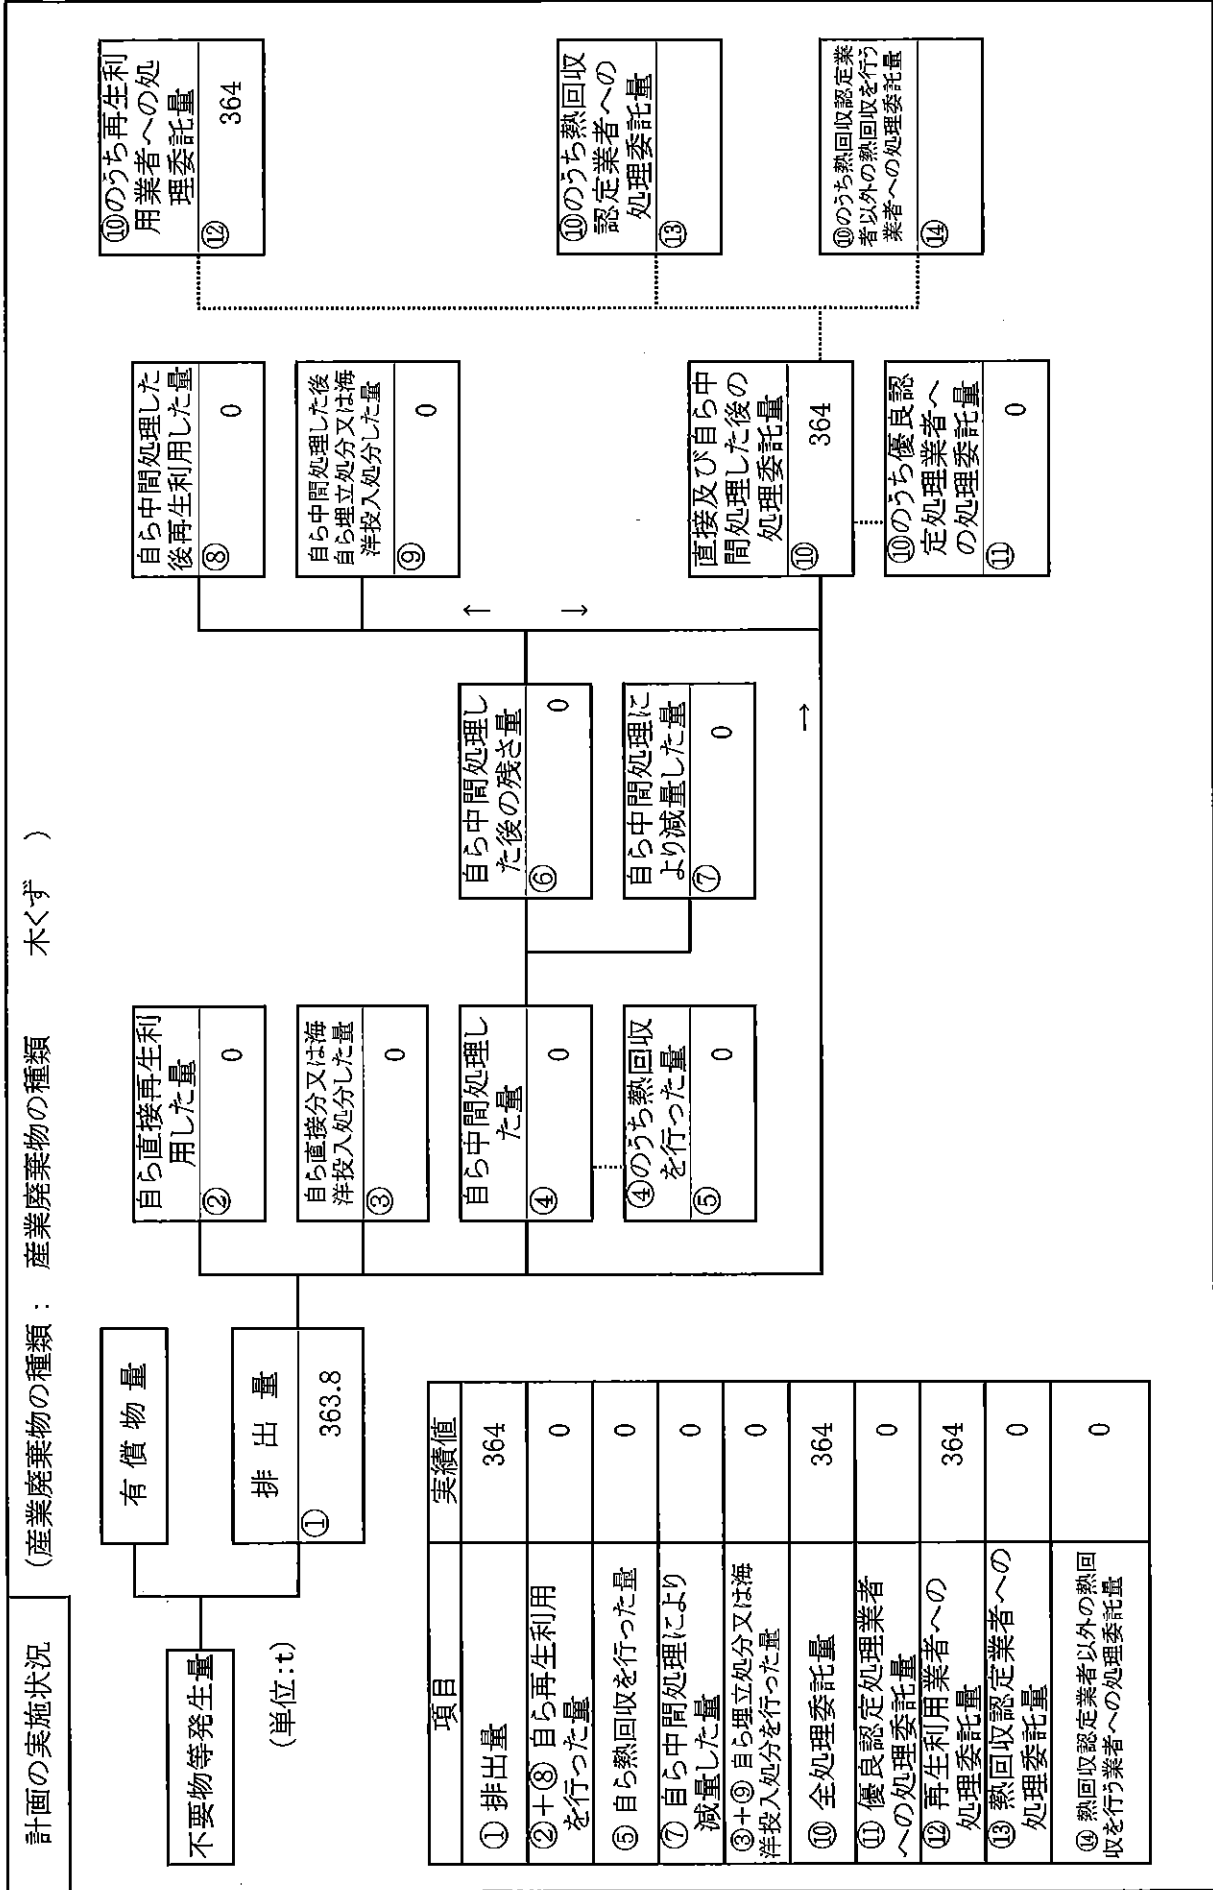 計画の実施状況
(産業廃棄物の種類： 産業廃棄物の種類 木くず )
不要物等発生量
(単位:t)
有償物量
排出量
① 363.8
自ら直接再生利
用した量
② 0
自ら直接分又は海
洋投入処分した量
③ 0
自ら中間処理し
た量
④ 0
④のうち熱回収
を行った量
⑤ 0
自ら中間処理し
た後の残さ量
⑥ 0
自ら中間処理に
より減量した量
⑦ 0
自ら中間処理した
後再生利用した量
⑧ 0
自ら中間処理した後
自ら埋立処分又は海
洋投入処分した量
⑨ 0
直接及び自ら中
間処理した後の
処理委託量
⑩ 364
⑩のうち優良認
定処理業者へ
の処理委託量
⑪ 0
⑩のうち再生利
用業者への処
理委託量
⑫ 364
⑩のうち熱回収
認定業者への
処理委託量
⑬
⑩のうち熱回収認定業
者以外の熱回収を行う
業者への処理委託量
⑭
→
←
→
項目 実績値
① 排出量 364
②＋⑧ 自ら再生利用
を行った量 0
⑤ 自ら熱回収を行った量 0
⑦ 自ら中間処理により
減量した量 0
③＋⑨ 自ら埋立処分又は海
洋投入処分を行った量 0
⑩ 全処理委託量 364
⑪ 優良認定処理業者
への処理委託量 0
⑫ 再生利用業者への
処理委託量 364
⑬ 熱回収認定業者への
処理委託量 0
⑭ 熱回収認定業者以外の熱回
収を行う業者への処理委託量 0